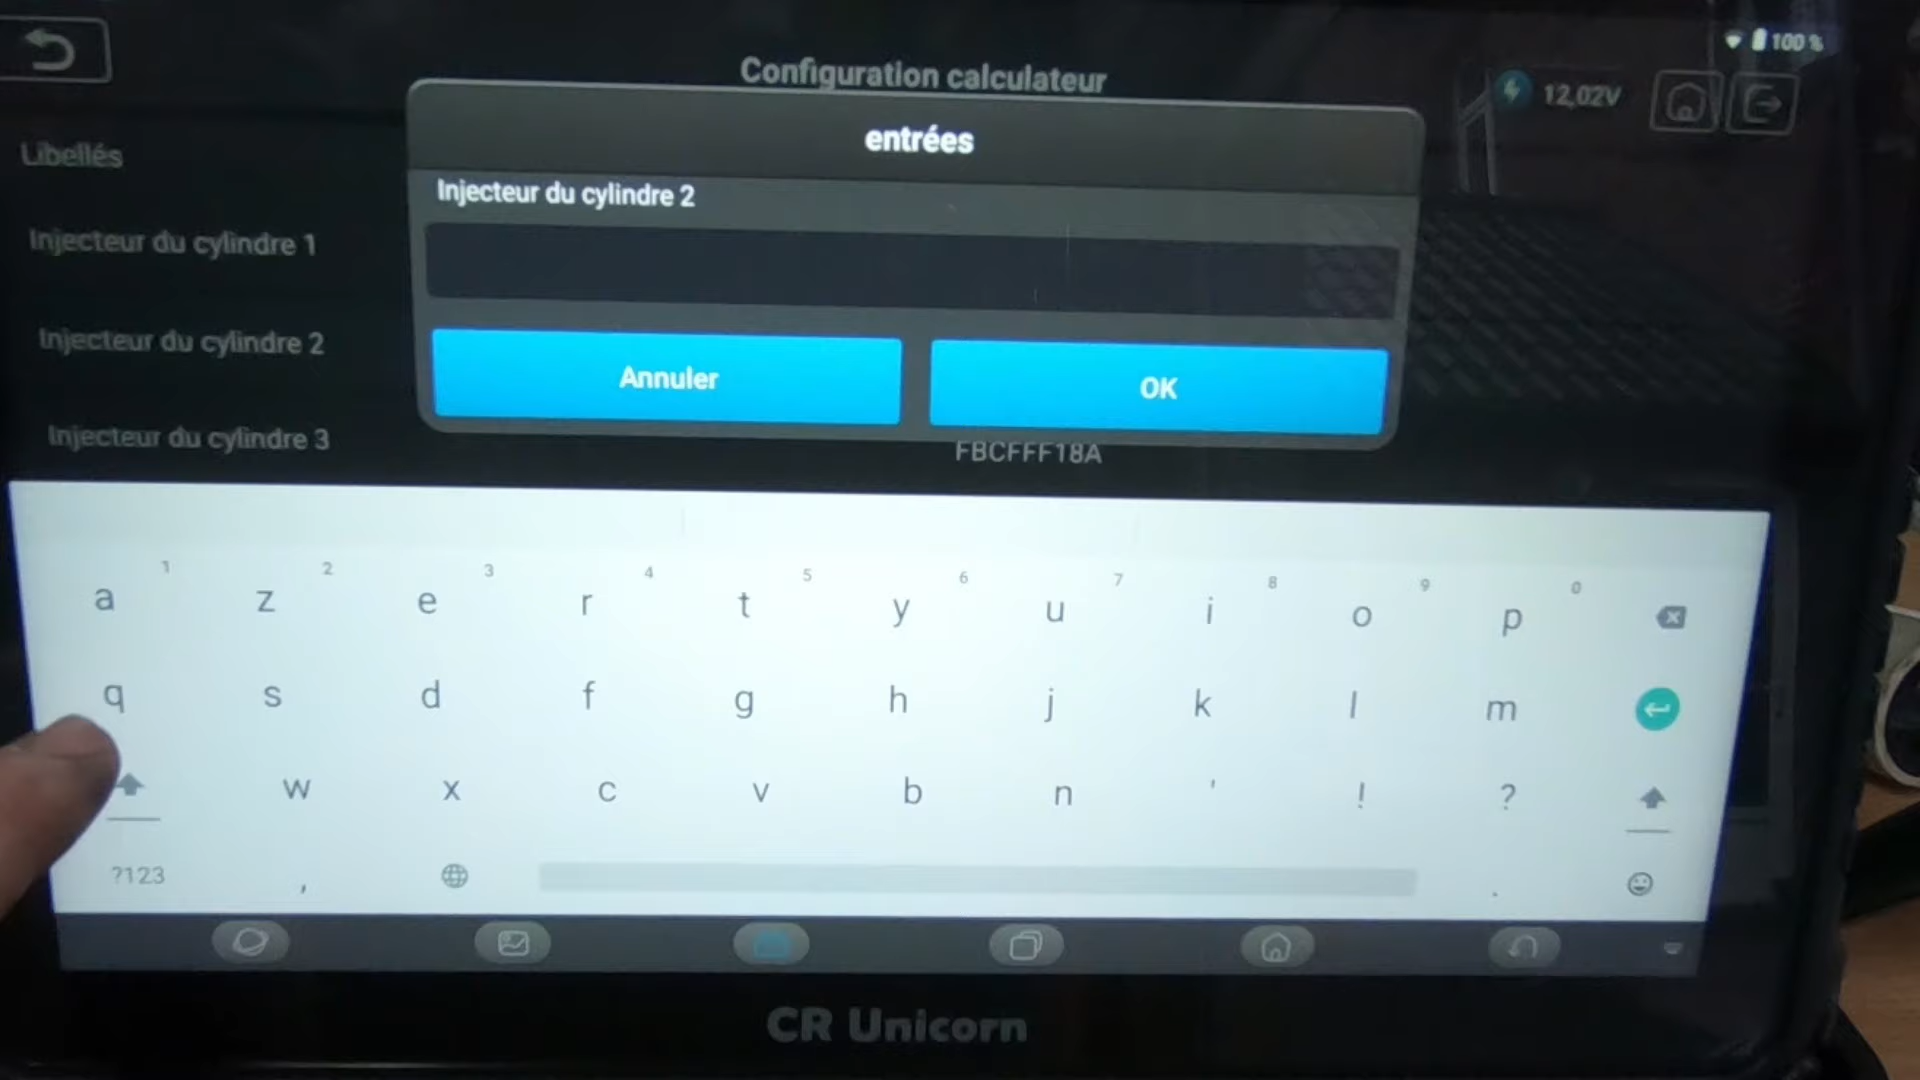 100 %
Configuration calculateur
12,02V
entrées
Libellés
Injecteur du cylindre 2
Injecteur du cylindre 1
Injecteur du cylindre 2
Annuler
OK
Injecteur du cylindre 3
FBCFFF18A
1 2 3 4 5 6 7 8 9 0
a z e r t y u i o p
q s d f g h j k l m
w x c v b n ' ! ?
?123 , .
CR Unicorn